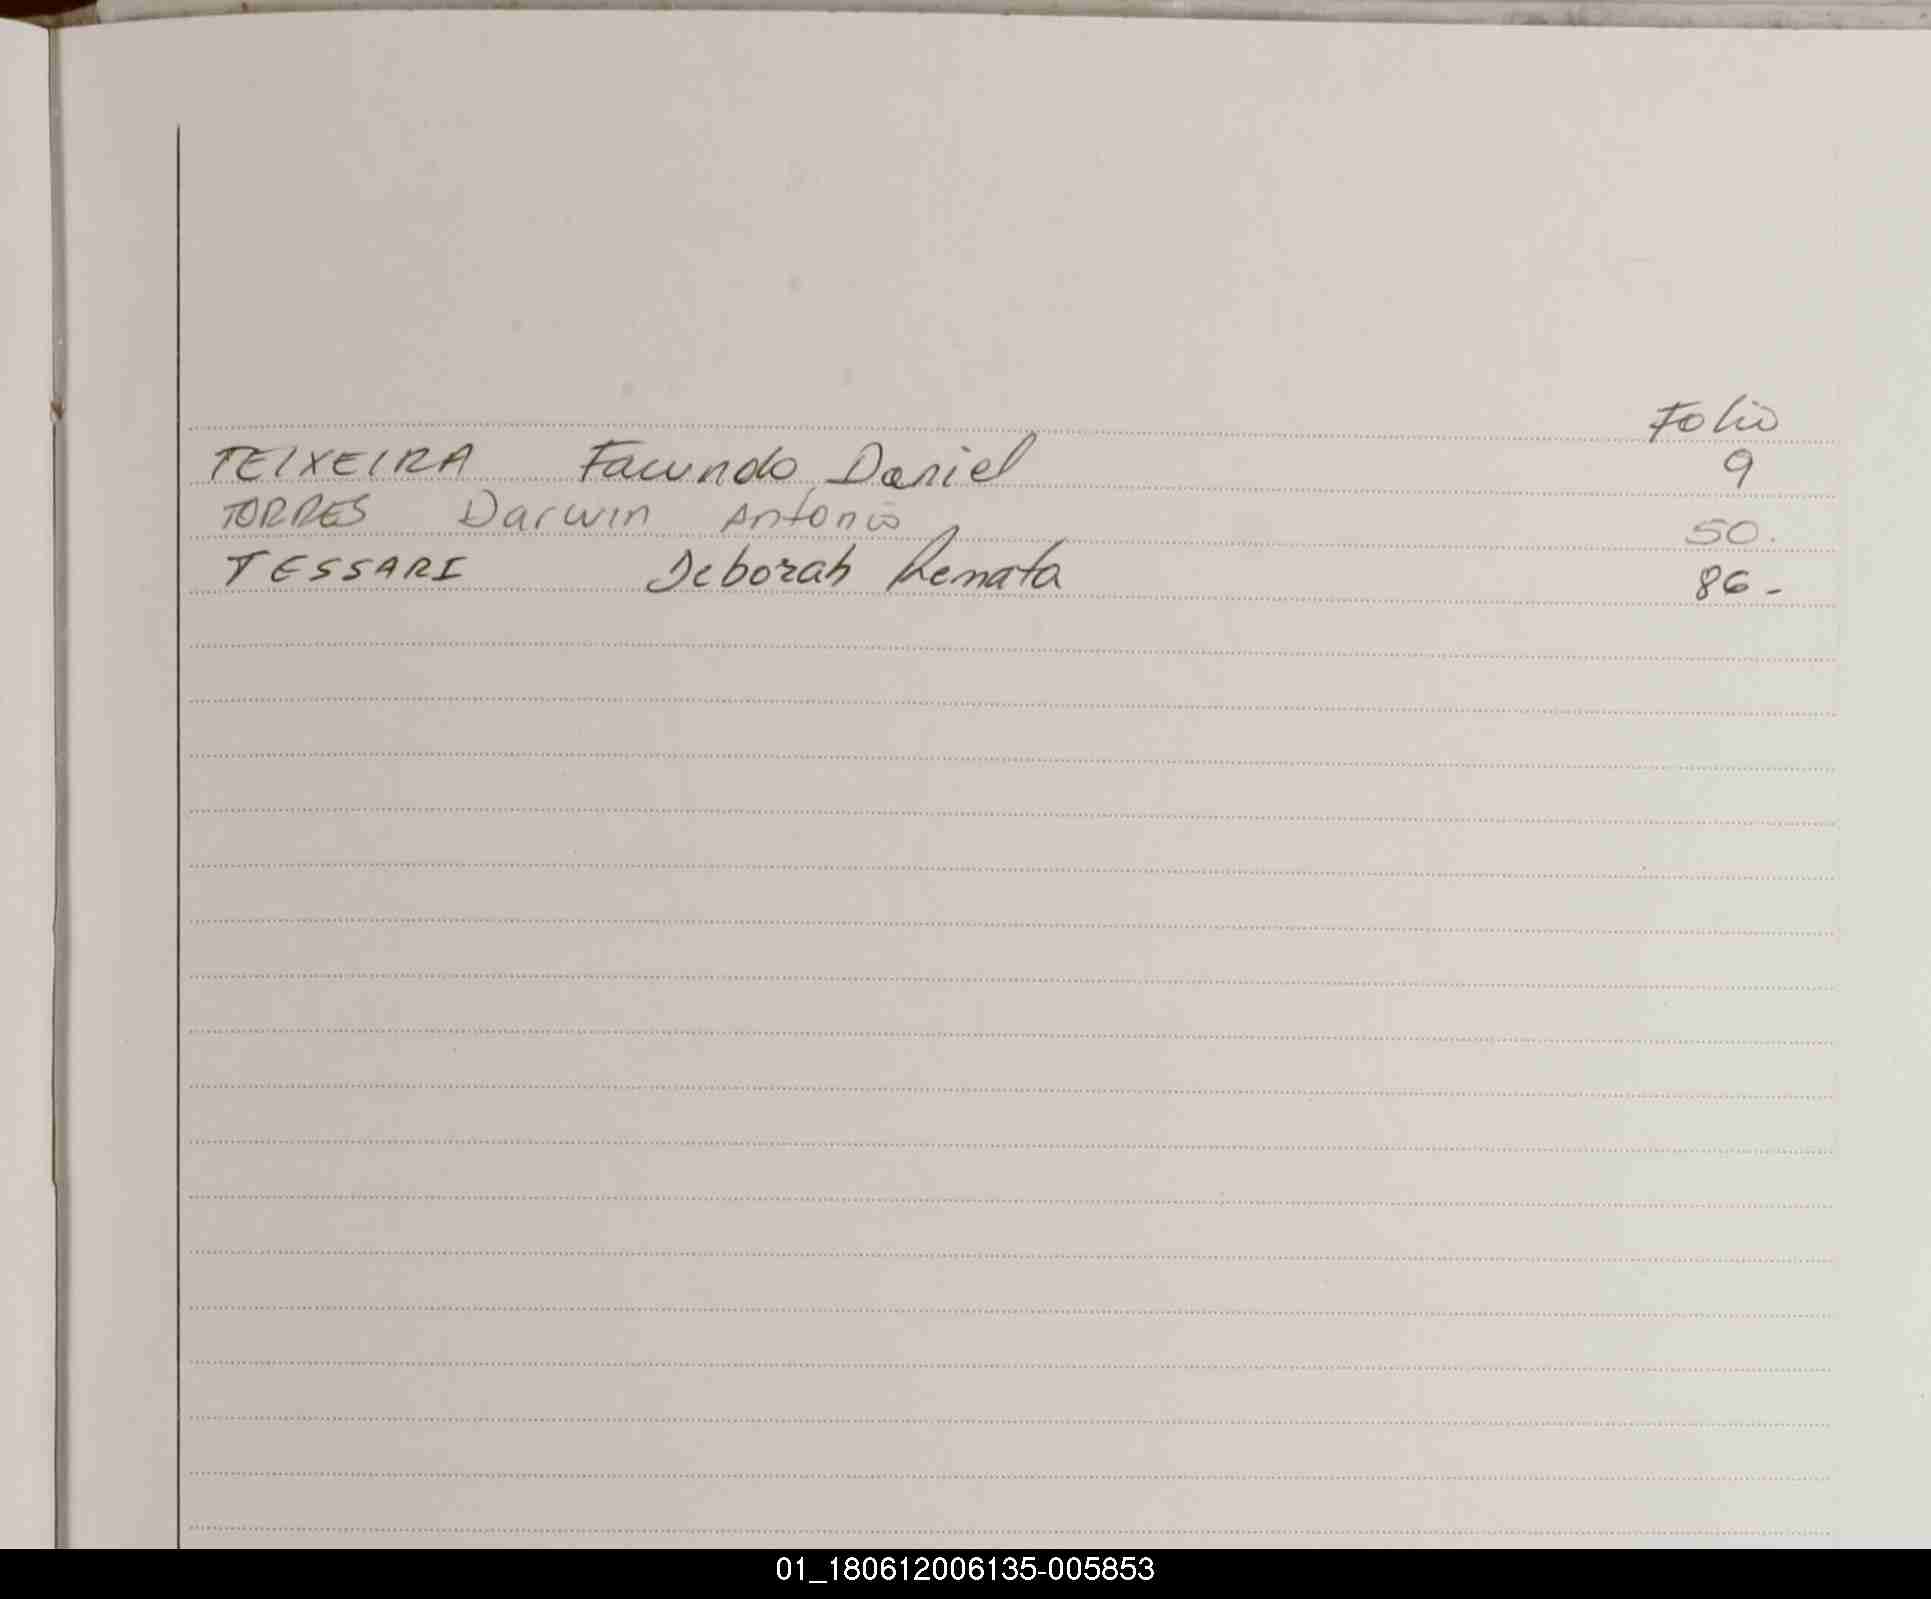 Folio
TEIXEIRA Facundo Daniel 9
TORRES Darwin Antonio 50.
TESSARI Deborah Renata 86-
01_180612006135-005853